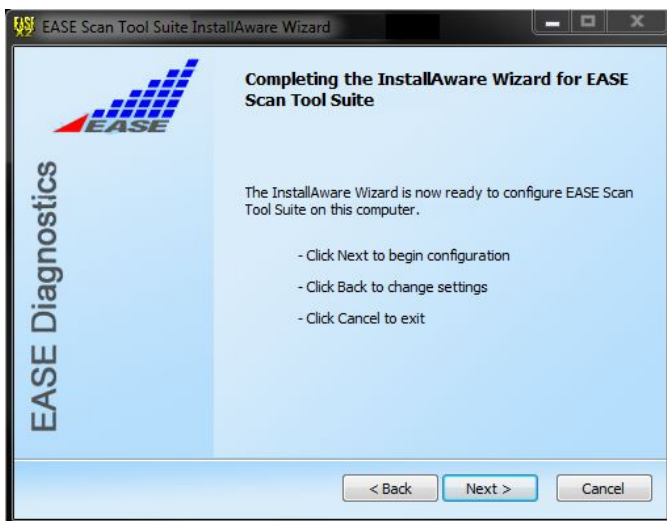 EASE Scan Tool Suite InstallAware Wizard
EASE
EASE Diagnostics
Completing the InstallAware Wizard for EASE
Scan Tool Suite
The InstallAware Wizard is now ready to configure EASE Scan
Tool Suite on this computer.
- Click Next to begin configuration
- Click Back to change settings
- Click Cancel to exit
< Back
Next >
Cancel